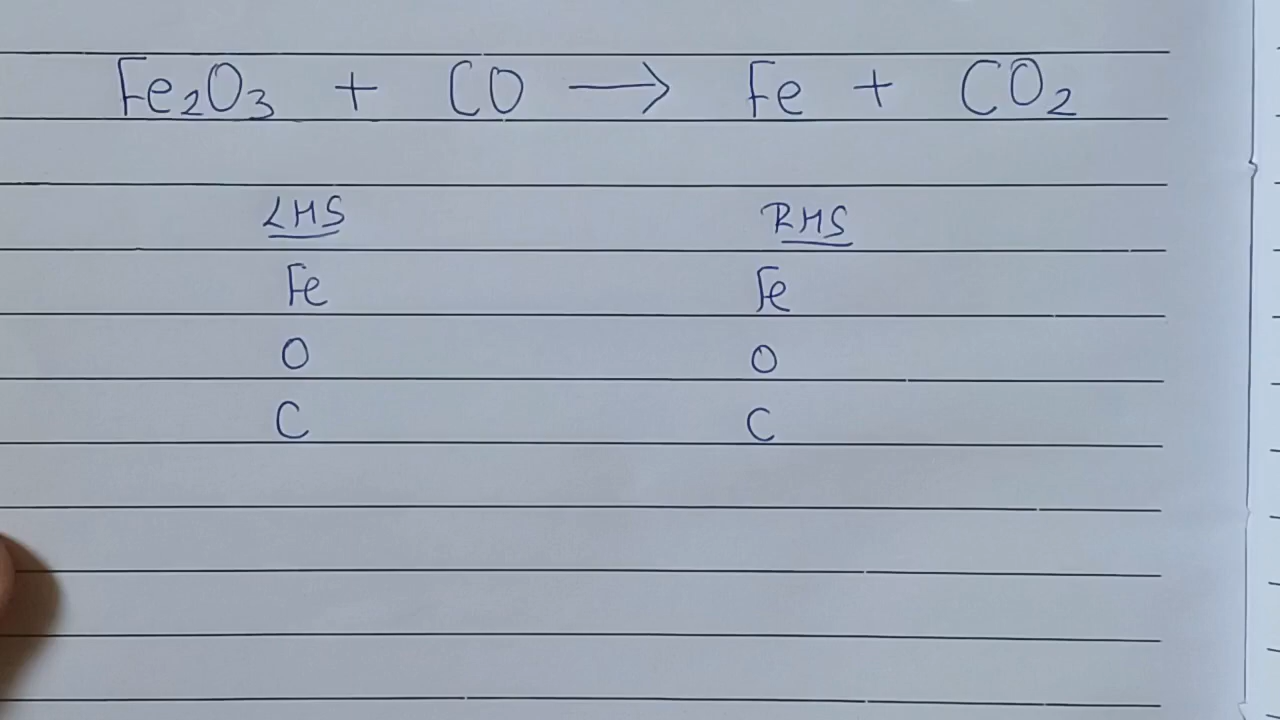 Fe₂O₃ + CO → Fe + CO₂
LHS RHS
Fe Fe
O O
C C